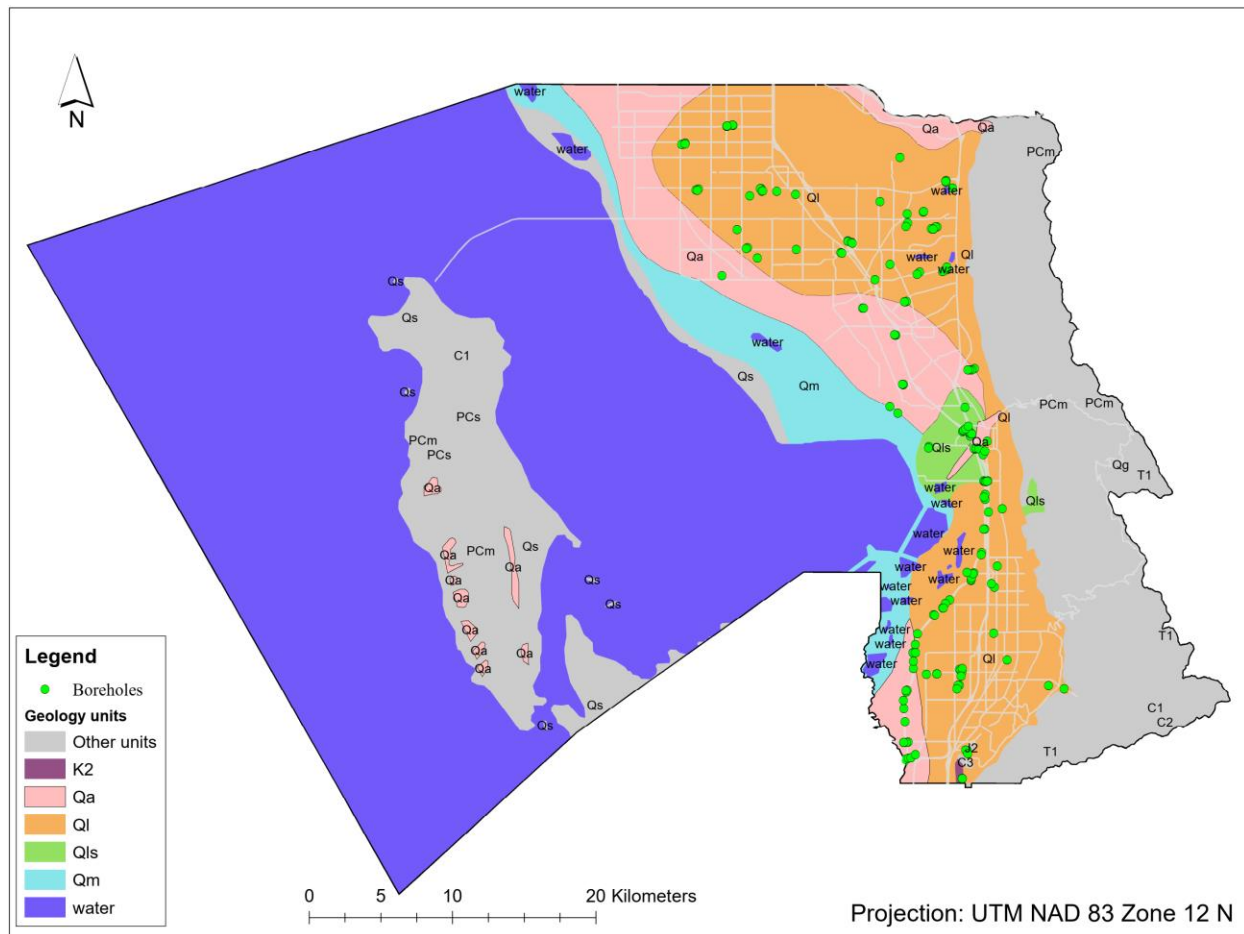 N
water
Qa
Qa
PCm
water
Ql
water
Qa
water
Ql
water
Qs
Qs
C1
water
Qs
Qm
Qs
PCs
PCm
PCm
Ql
PCm
PCs
Qls
Qa
Qg
T1
Qa
water
water
Qls
water
PCm
Qs
Qa
Qa
water
water
Qa
Qs
water
water
Qa
Qs
water
Qa
water
water
T1
Qa
Qa
Ql
water
Qa
Qs
Qs
C1
C2
J2
C3
T1
Legend
Boreholes
Geology units
Other units
K2
Qa
Ql
Qls
Qm
water
0 5 10 20 Kilometers
Projection: UTM NAD 83 Zone 12 N